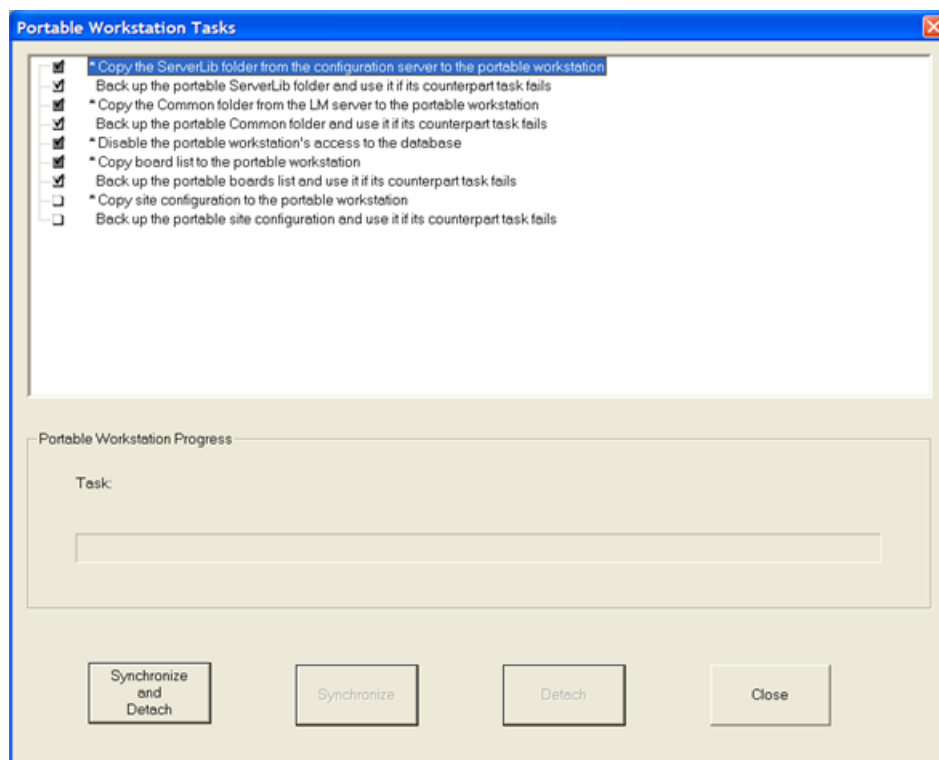 Portable Workstation Tasks
* Copy the ServerLib folder from the configuration server to the portable workstation
Back up the portable ServerLib folder and use it if its counterpart task fails
* Copy the Common folder from the LM server to the portable workstation
Back up the portable Common folder and use it if its counterpart task fails
* Disable the portable workstation's access to the database
* Copy board list to the portable workstation
Back up the portable boards list and use it if its counterpart task fails
* Copy site configuration to the portable workstation
Back up the portable site configuration and use it if its counterpart task fails
Portable Workstation Progress
Task:
Synchronize
and
Detach
Synchronize
Detach
Close